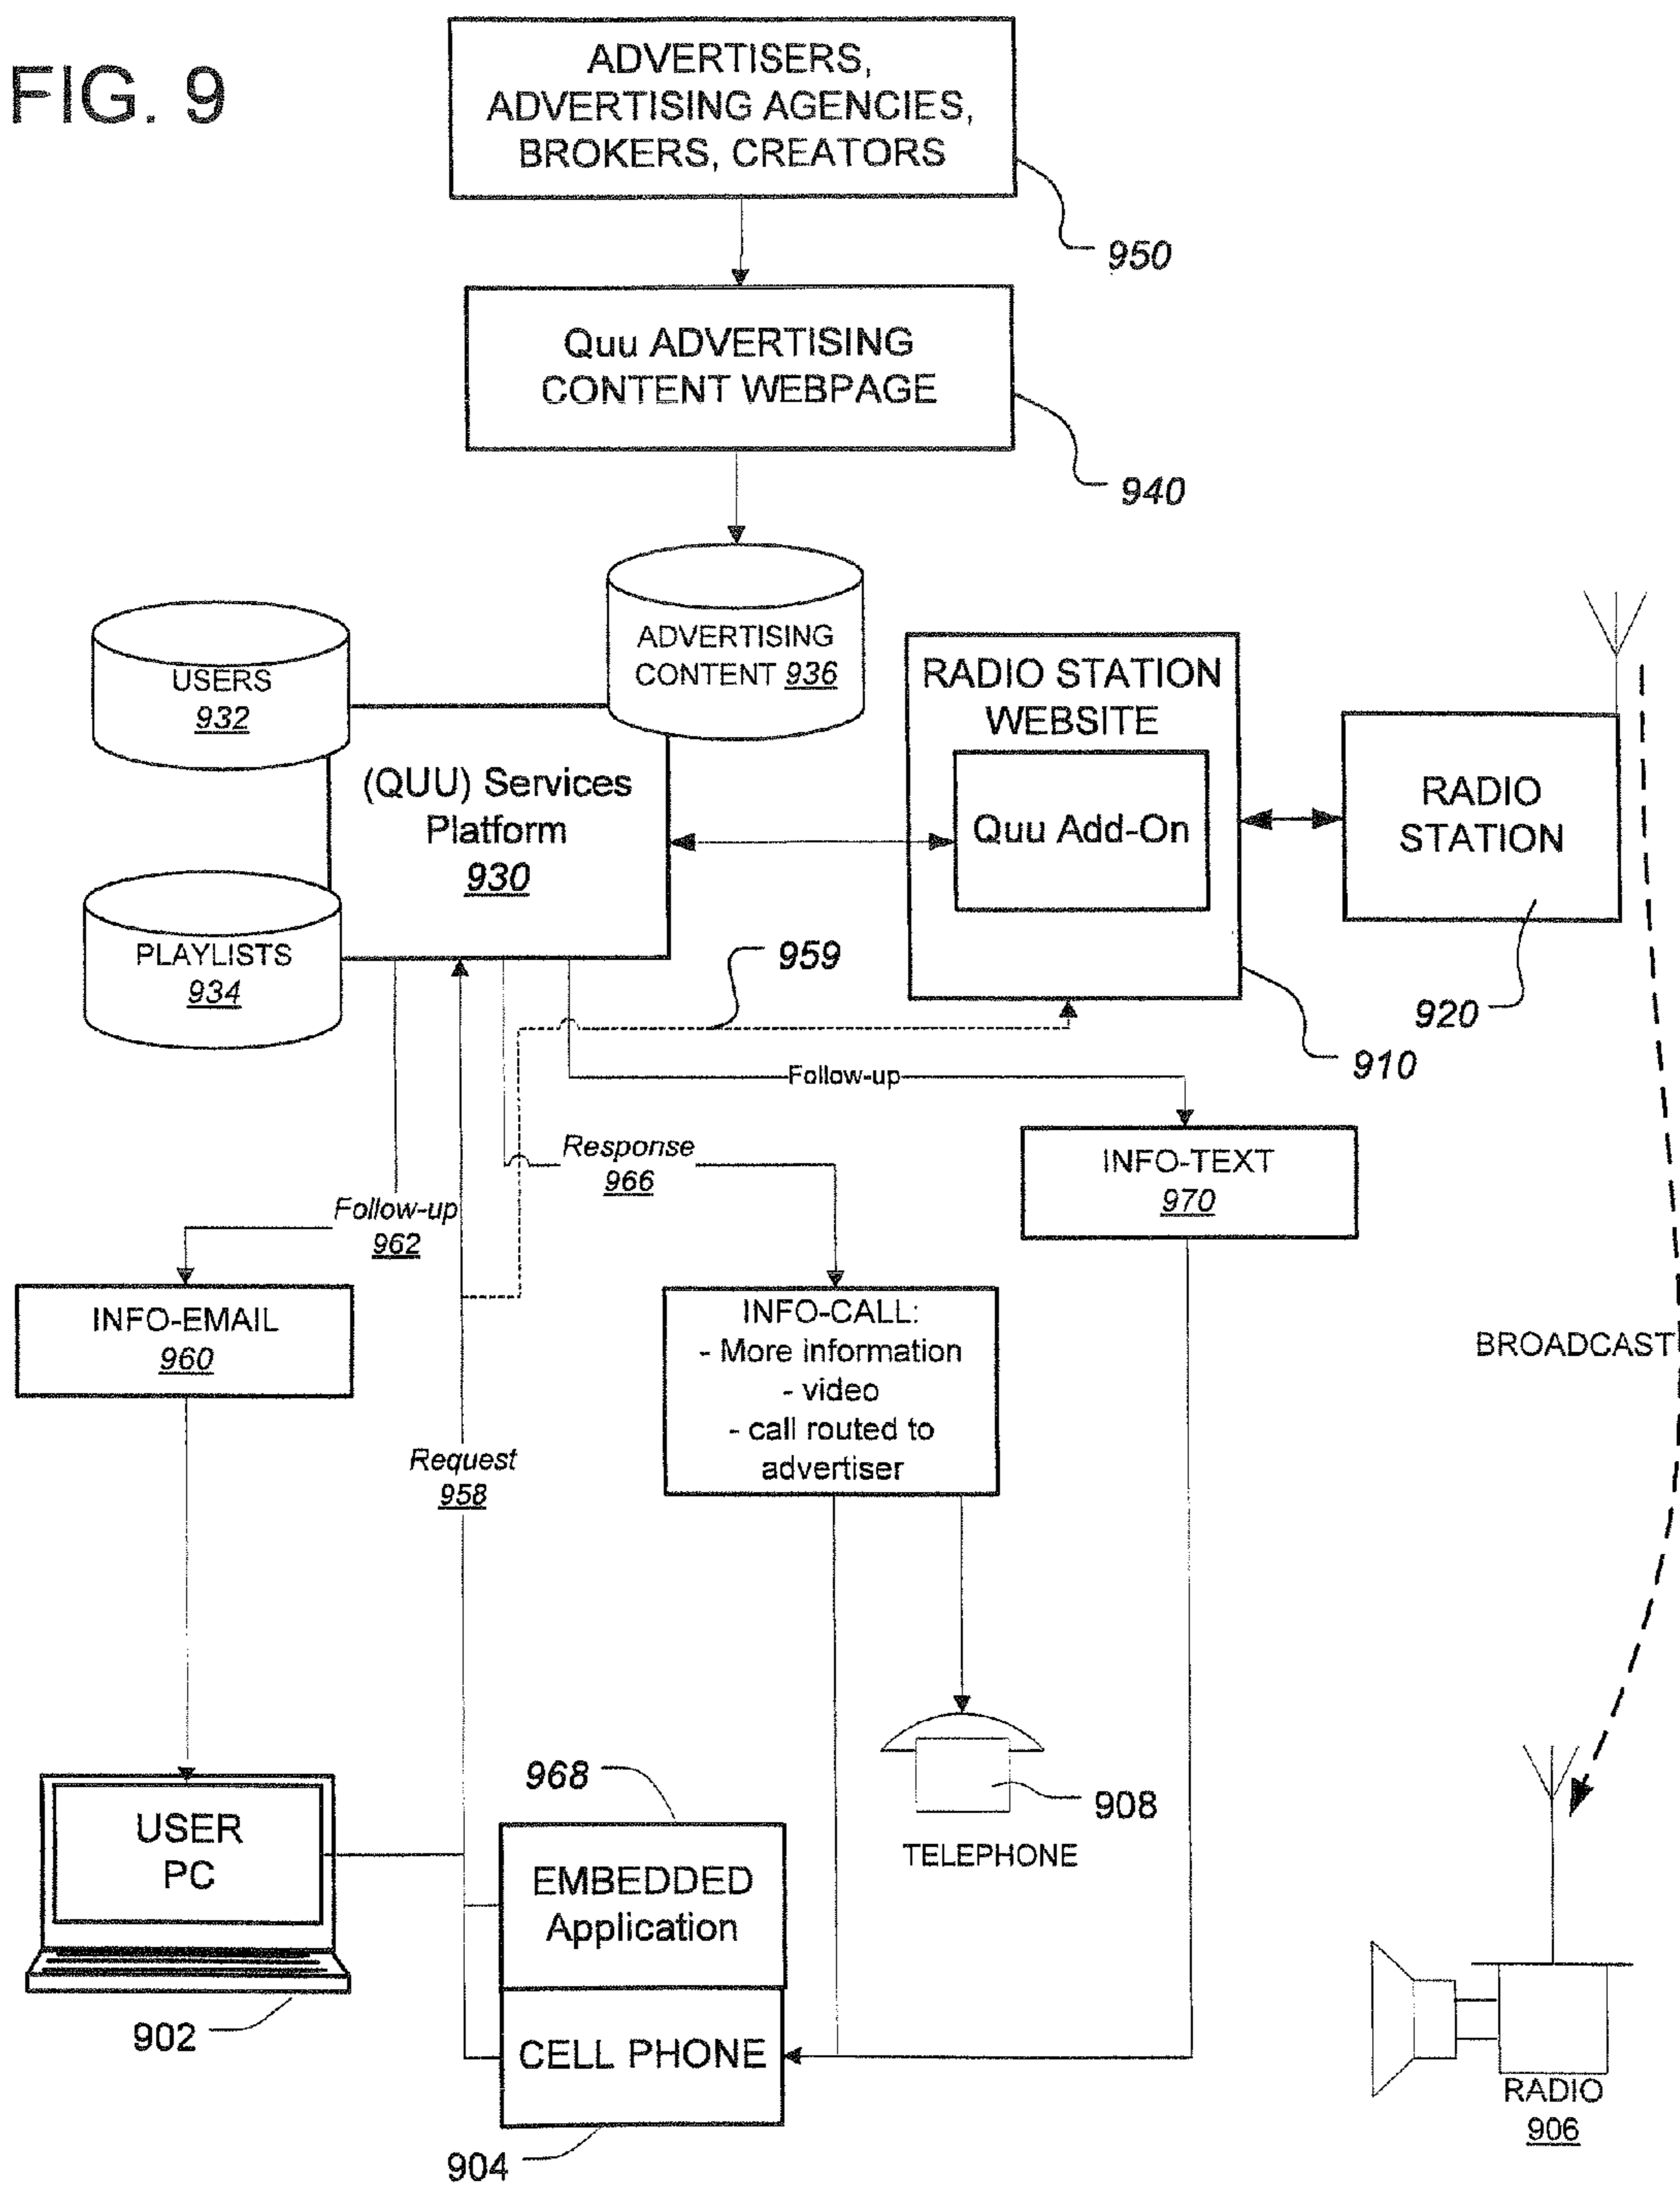 FIG. 9
ADVERTISERS,
ADVERTISING AGENCIES,
BROKERS, CREATORS
950
Quu ADVERTISING
CONTENT WEBPAGE
940
ADVERTISING
CONTENT 936
USERS
932
RADIO STATION
WEBSITE
(QUU) Services
Platform
930
Quu Add-On
RADIO
STATION
PLAYLISTS
934
959
920
910
Follow-up
Response
966
INFO-TEXT
970
Follow-up
962
INFO-EMAIL
960
INFO-CALL:
- More information
- video
- call routed to
advertiser
BROADCAST
Request
958
968
908
TELEPHONE
USER
PC
EMBEDDED
Application
902
CELL PHONE
904
RADIO
906